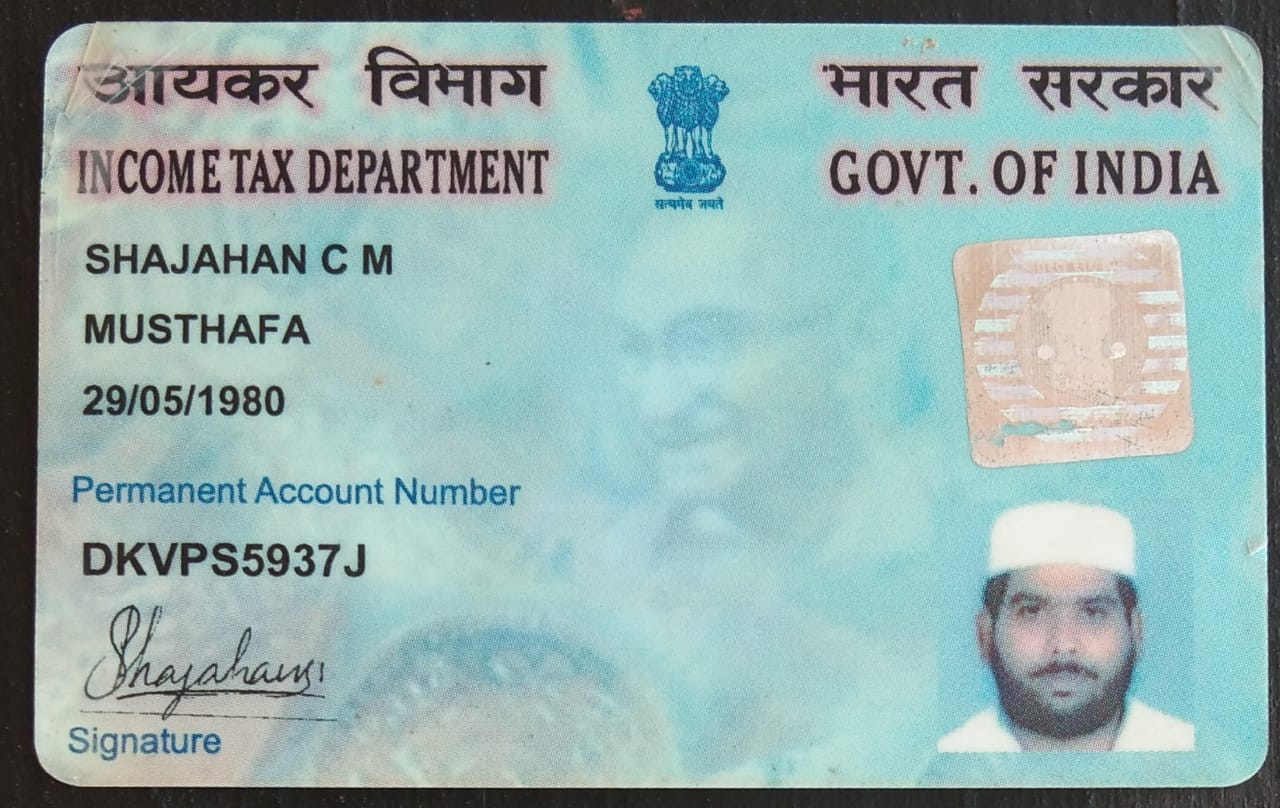 आयकर विभाग
INCOME TAX DEPARTMENT
सत्यमेव जयते
भारत सरकार
GOVT. OF INDIA
SHAJAHAN C M
MUSTHAFA
29/05/1980
Permanent Account Number
DKVPS5937J
Shajahan
Signature